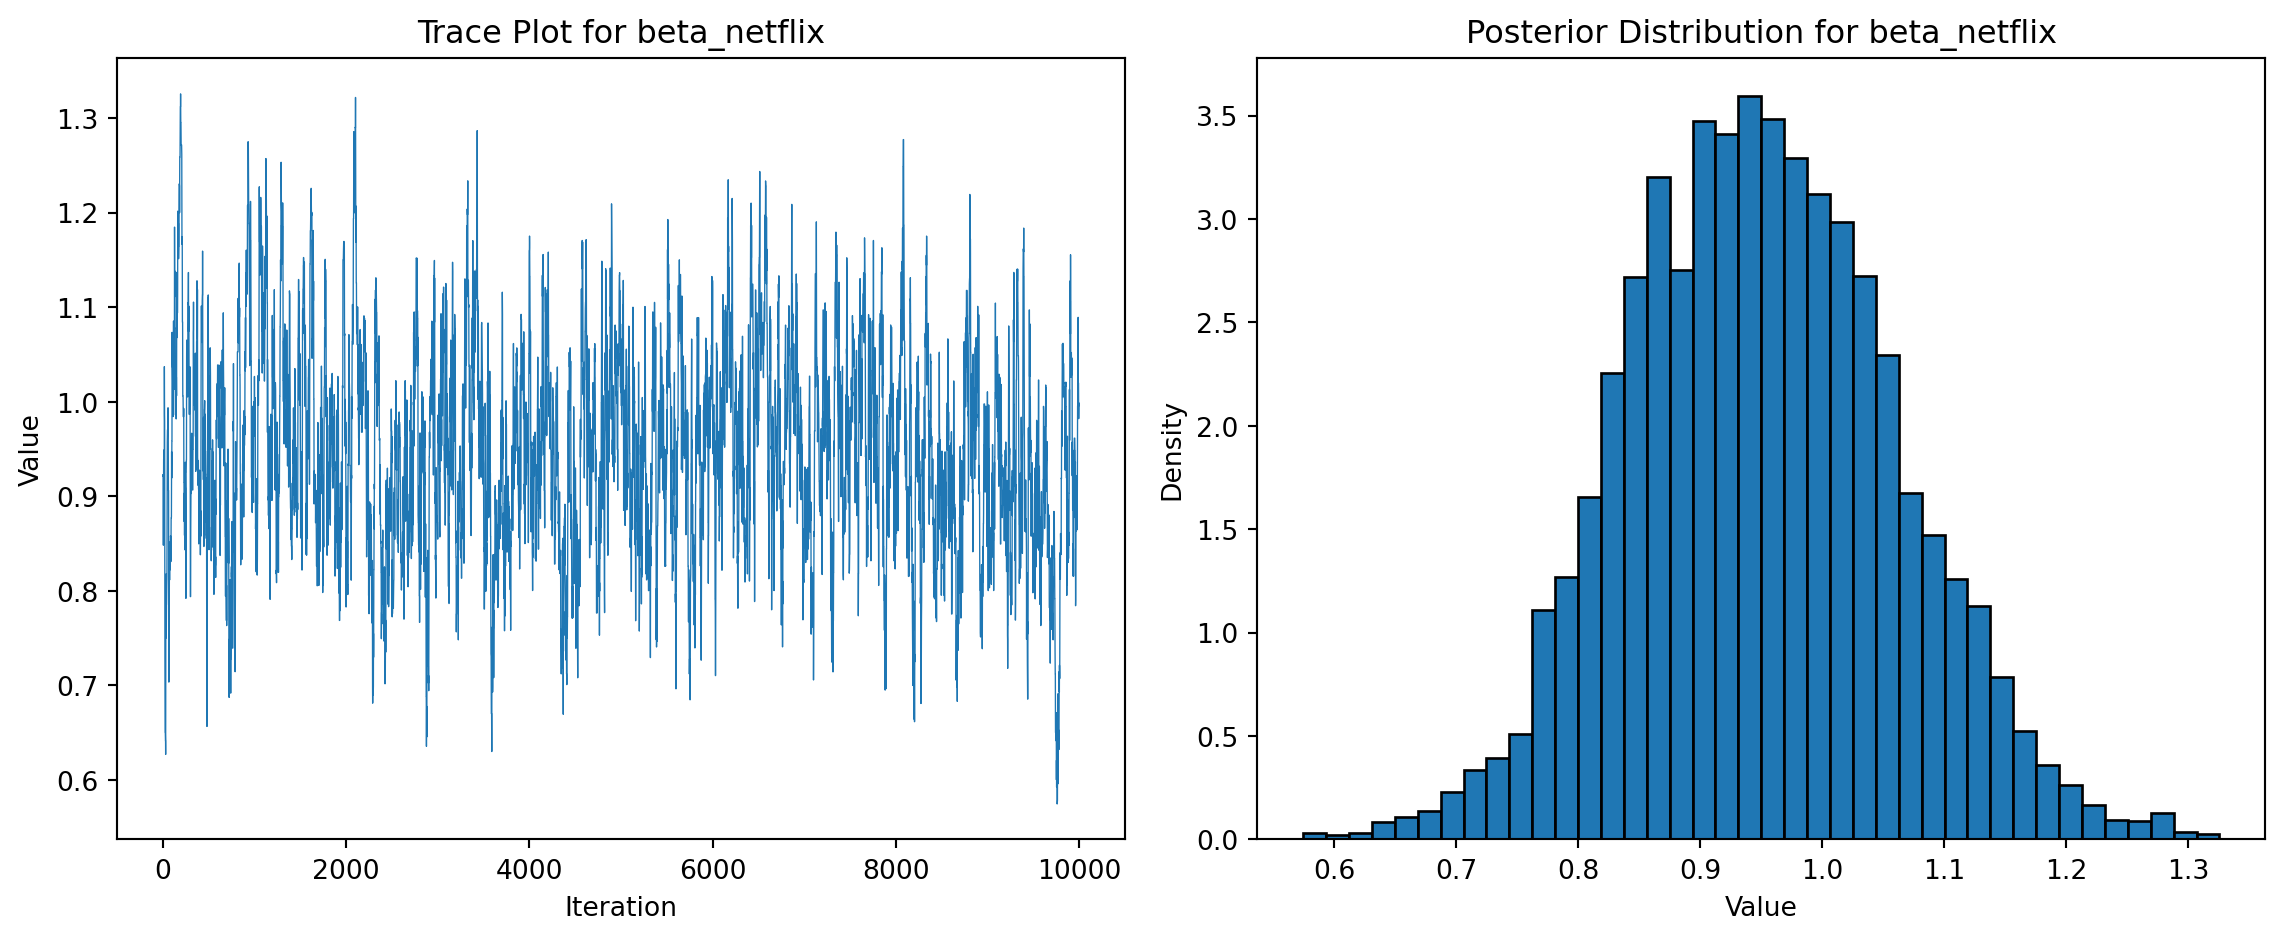 Trace Plot for beta_netflix
1.3
1.2
1.1
1.0
0.9
0.8
0.7
0.6
Value
0 2000 4000 6000 8000 10000
Iteration
Posterior Distribution for beta_netflix
3.5
3.0
2.5
2.0
1.5
1.0
0.5
0.0
Density
0.6 0.7 0.8 0.9 1.0 1.1 1.2 1.3
Value